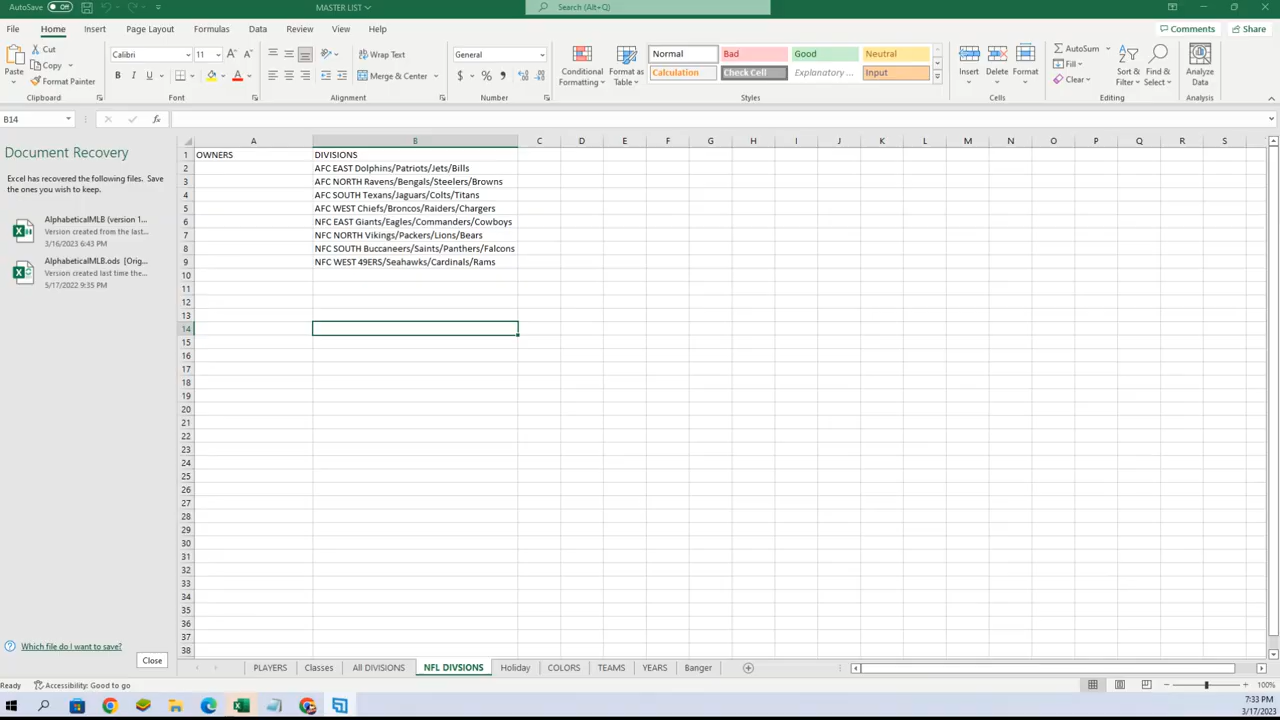 AutoSave Off
MASTER LIST
Search (Alt+Q)
File Home Insert Page Layout Formulas Data Review View Help
Comments Share
Paste
Cut
Copy
Format Painter
Clipboard
Calibri 11
B I U
Font
Wrap Text
Merge & Center
Alignment
General
$ % ,
Number
Conditional Formatting
Format as Table
Normal Bad Good Neutral
Calculation Check Cell Explanatory ... Input
Styles
Insert Delete Format
Cells
AutoSum
Fill
Clear
Sort & Filter
Find & Select
Editing
Analyze Data
Analysis
B14
fx
Document Recovery
Excel has recovered the following files. Save
the ones you wish to keep.
AlphabeticalMLB (version 1...
Version created from the last...
3/16/2023 6:43 PM
AlphabeticalMLB.ods [Orig...
Version created last time the...
5/17/2022 9:35 PM
Which file do I want to save?
Close
A B C D E F G H I J K L M N O P Q R S
1 OWNERS DIVISIONS
2 AFC EAST Dolphins/Patriots/Jets/Bills
3 AFC NORTH Ravens/Bengals/Steelers/Browns
4 AFC SOUTH Texans/Jaguars/Colts/Titans
5 AFC WEST Chiefs/Broncos/Raiders/Chargers
6 NFC EAST Giants/Eagles/Commanders/Cowboys
7 NFC NORTH Vikings/Packers/Lions/Bears
8 NFC SOUTH Buccaneers/Saints/Panthers/Falcons
9 NFC WEST 49ERS/Seahawks/Cardinals/Rams
10
11
12
13
14
15
16
17
18
19
20
21
22
23
24
25
26
27
28
29
30
31
32
33
34
35
36
37
38
PLAYERS Classes All DIVISIONS NFL DIVSIONS Holiday COLORS TEAMS YEARS Banger
Ready Accessibility: Good to go
100%
7:33 PM
3/17/2023